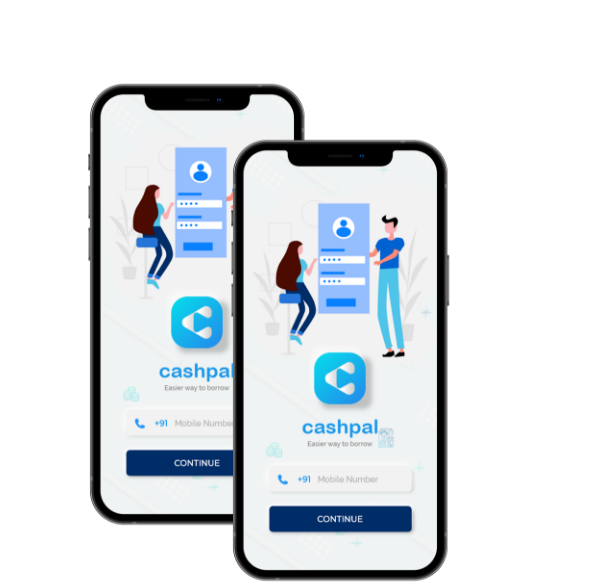 cashpal
Easier way to borrow
+91 Mobile Number
CONTINUE
cashpal
Easier way to borrow
+91 Mobile Number
CONTINUE